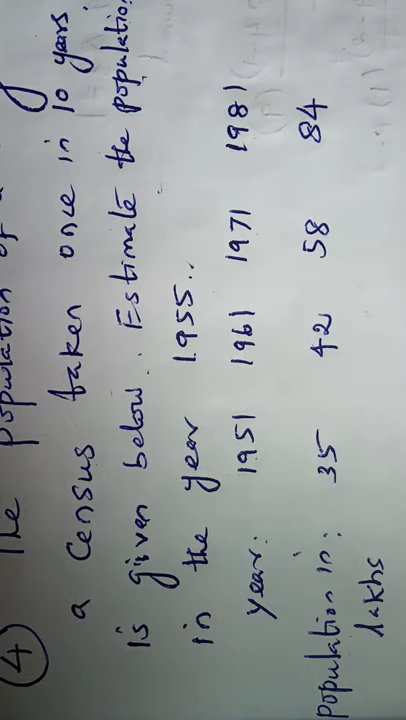 (4) The population of a
a census taken once in 10 years.
is given below. Estimate the population
in the year 1955..
year: 1951 1961 1971 1981
population in: 35 42 58 84
lakhs